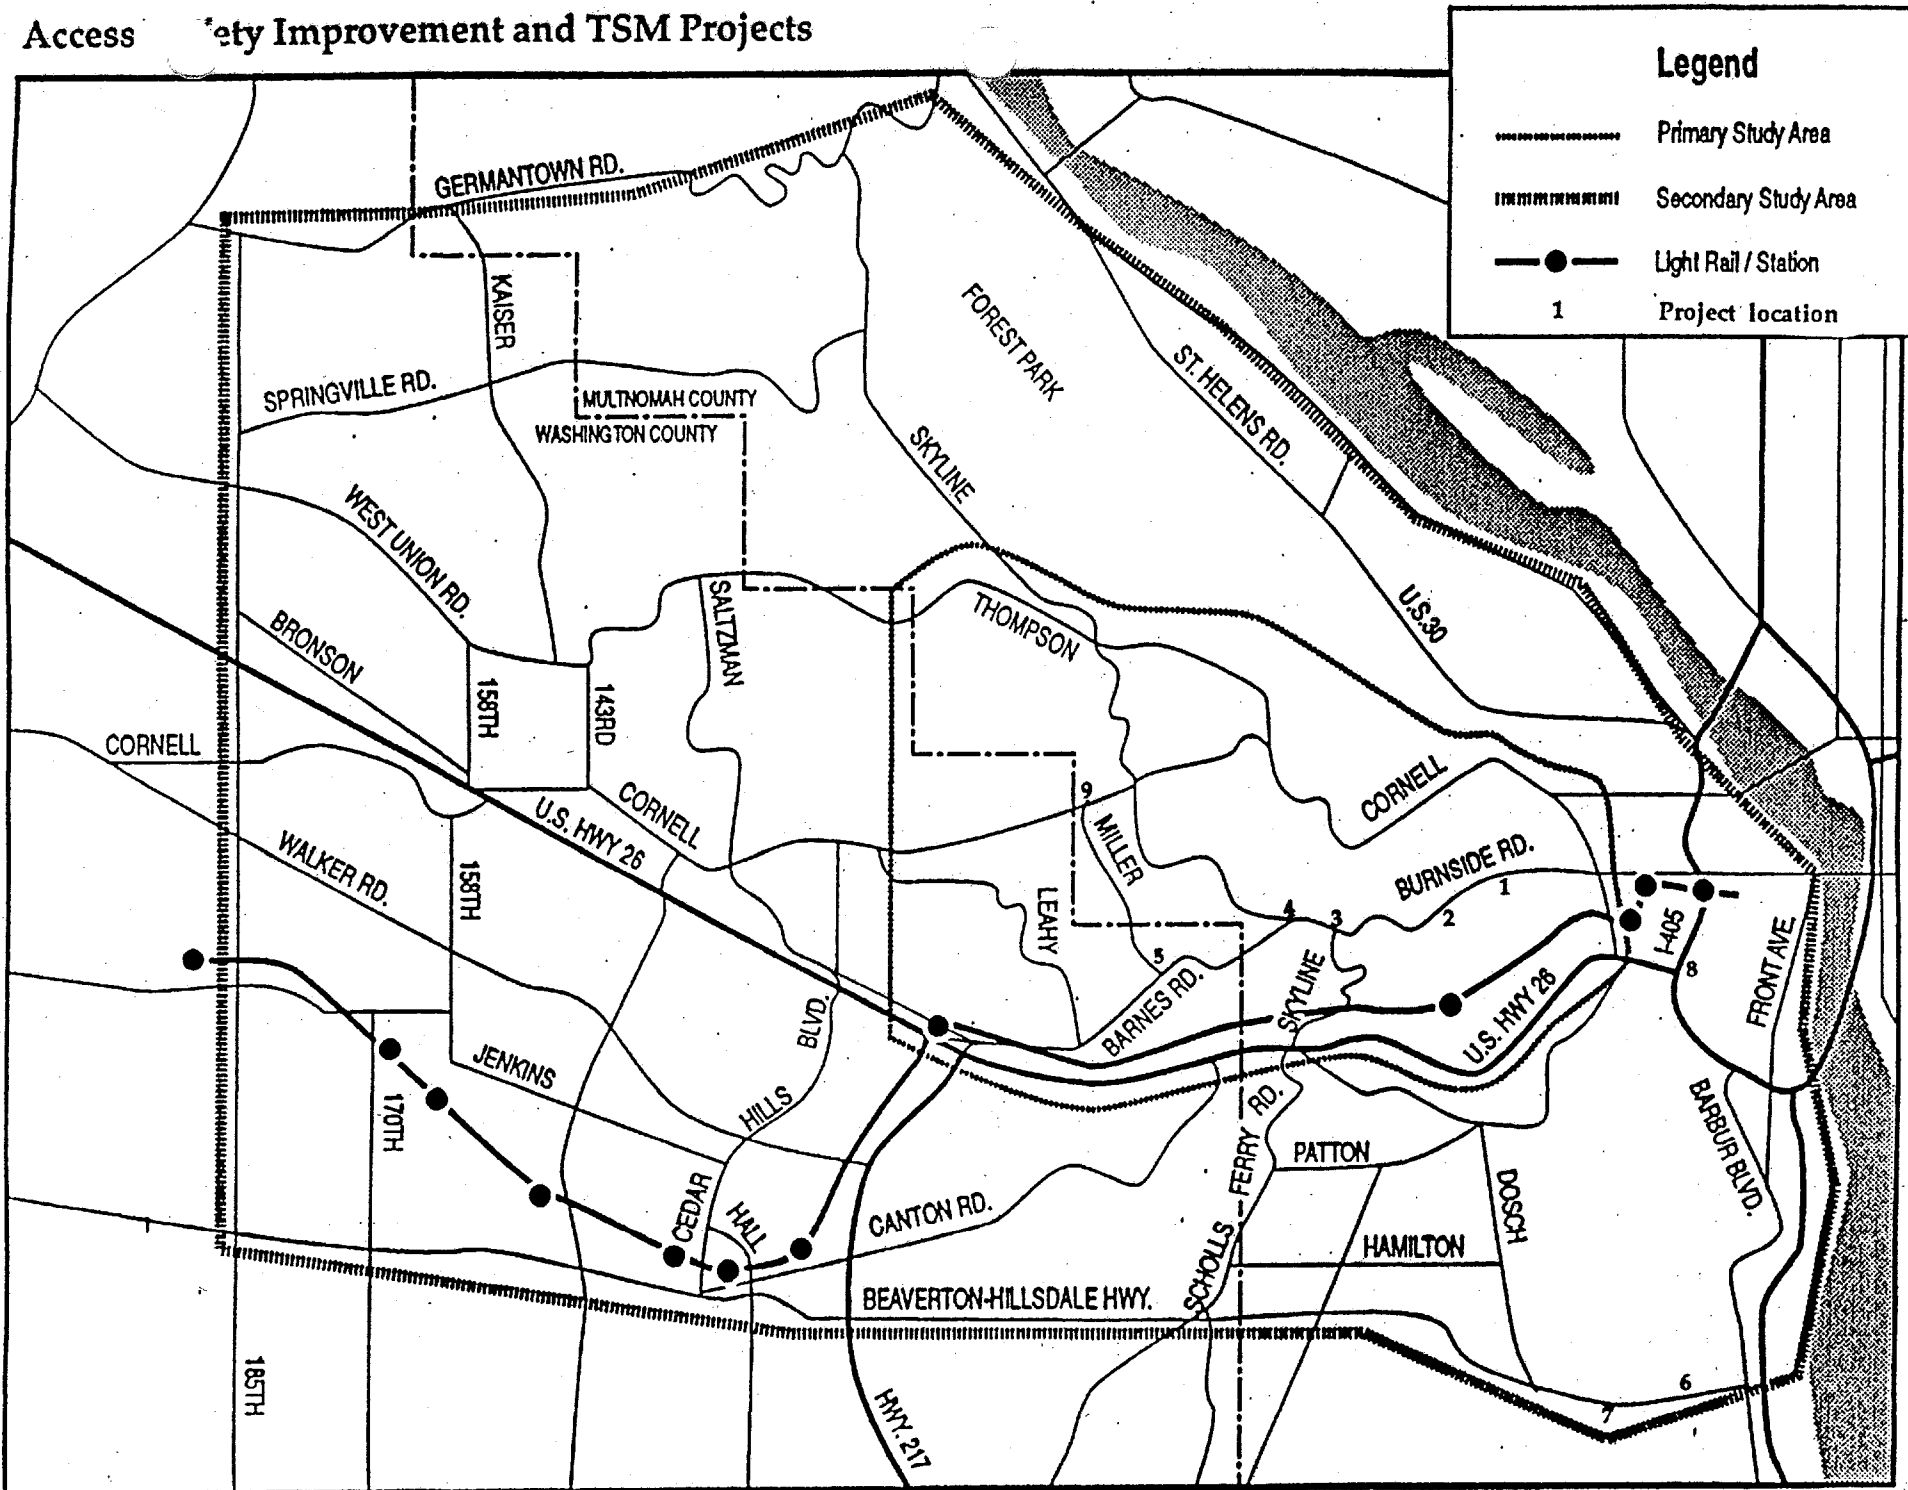 Access ety Improvement and TSM Projects
Legend
Primary Study Area
Secondary Study Area
Light Rail / Station
1 Project location
GERMANTOWN RD.
KAISER
FOREST PARK
SPRINGVILLE RD.
MULTNOMAH COUNTY
WASHINGTON COUNTY
ST. HELENS RD.
SKYLINE
WEST UNION RD.
U.S.30
SALTZMAN
THOMPSON
BRONSON
158TH
143RD
CORNELL
CORNELL
U.S. HWY 26
CORNELL
9
MILLER
WALKER RD.
158TH
BURNSIDE RD.
1
2
3
4
LEAHY
5
I-405
8
FRONT AVE.
SKYLINE
BARNES RD.
U.S. HWY 26
BLVD.
HILLS
JENKINS
170TH
CEDAR
HALL
CANTON RD.
SCHOLLS FERRY RD.
PATTON
DOSCH
HAMILTON
BARBUR BLVD.
BEAVERTON-HILLSDALE HWY.
185TH
HWY. 217
6
7